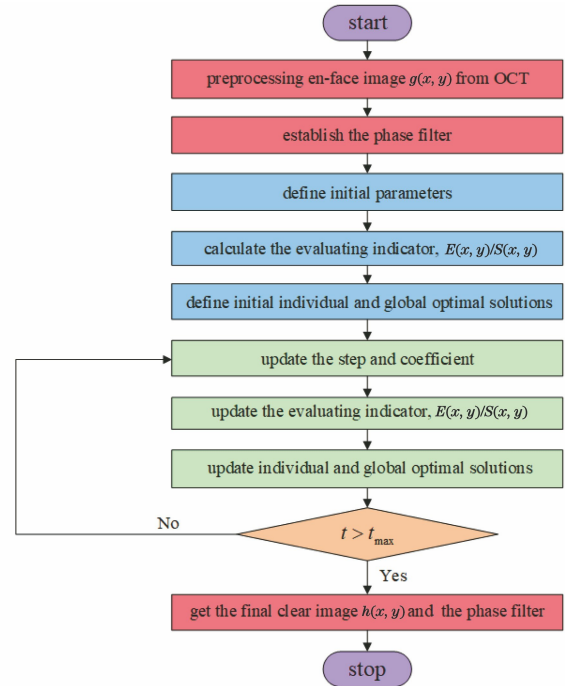 start
preprocessing en-face image g(x, y) from OCT
establish the phase filter
define initial parameters
calculate the evaluating indicator, E(x, y)/S(x, y)
define initial individual and global optimal solutions
update the step and coefficient
update the evaluating indicator, E(x, y)/S(x, y)
update individual and global optimal solutions
No
t > tmax
Yes
get the final clear image h(x, y) and the phase filter
stop